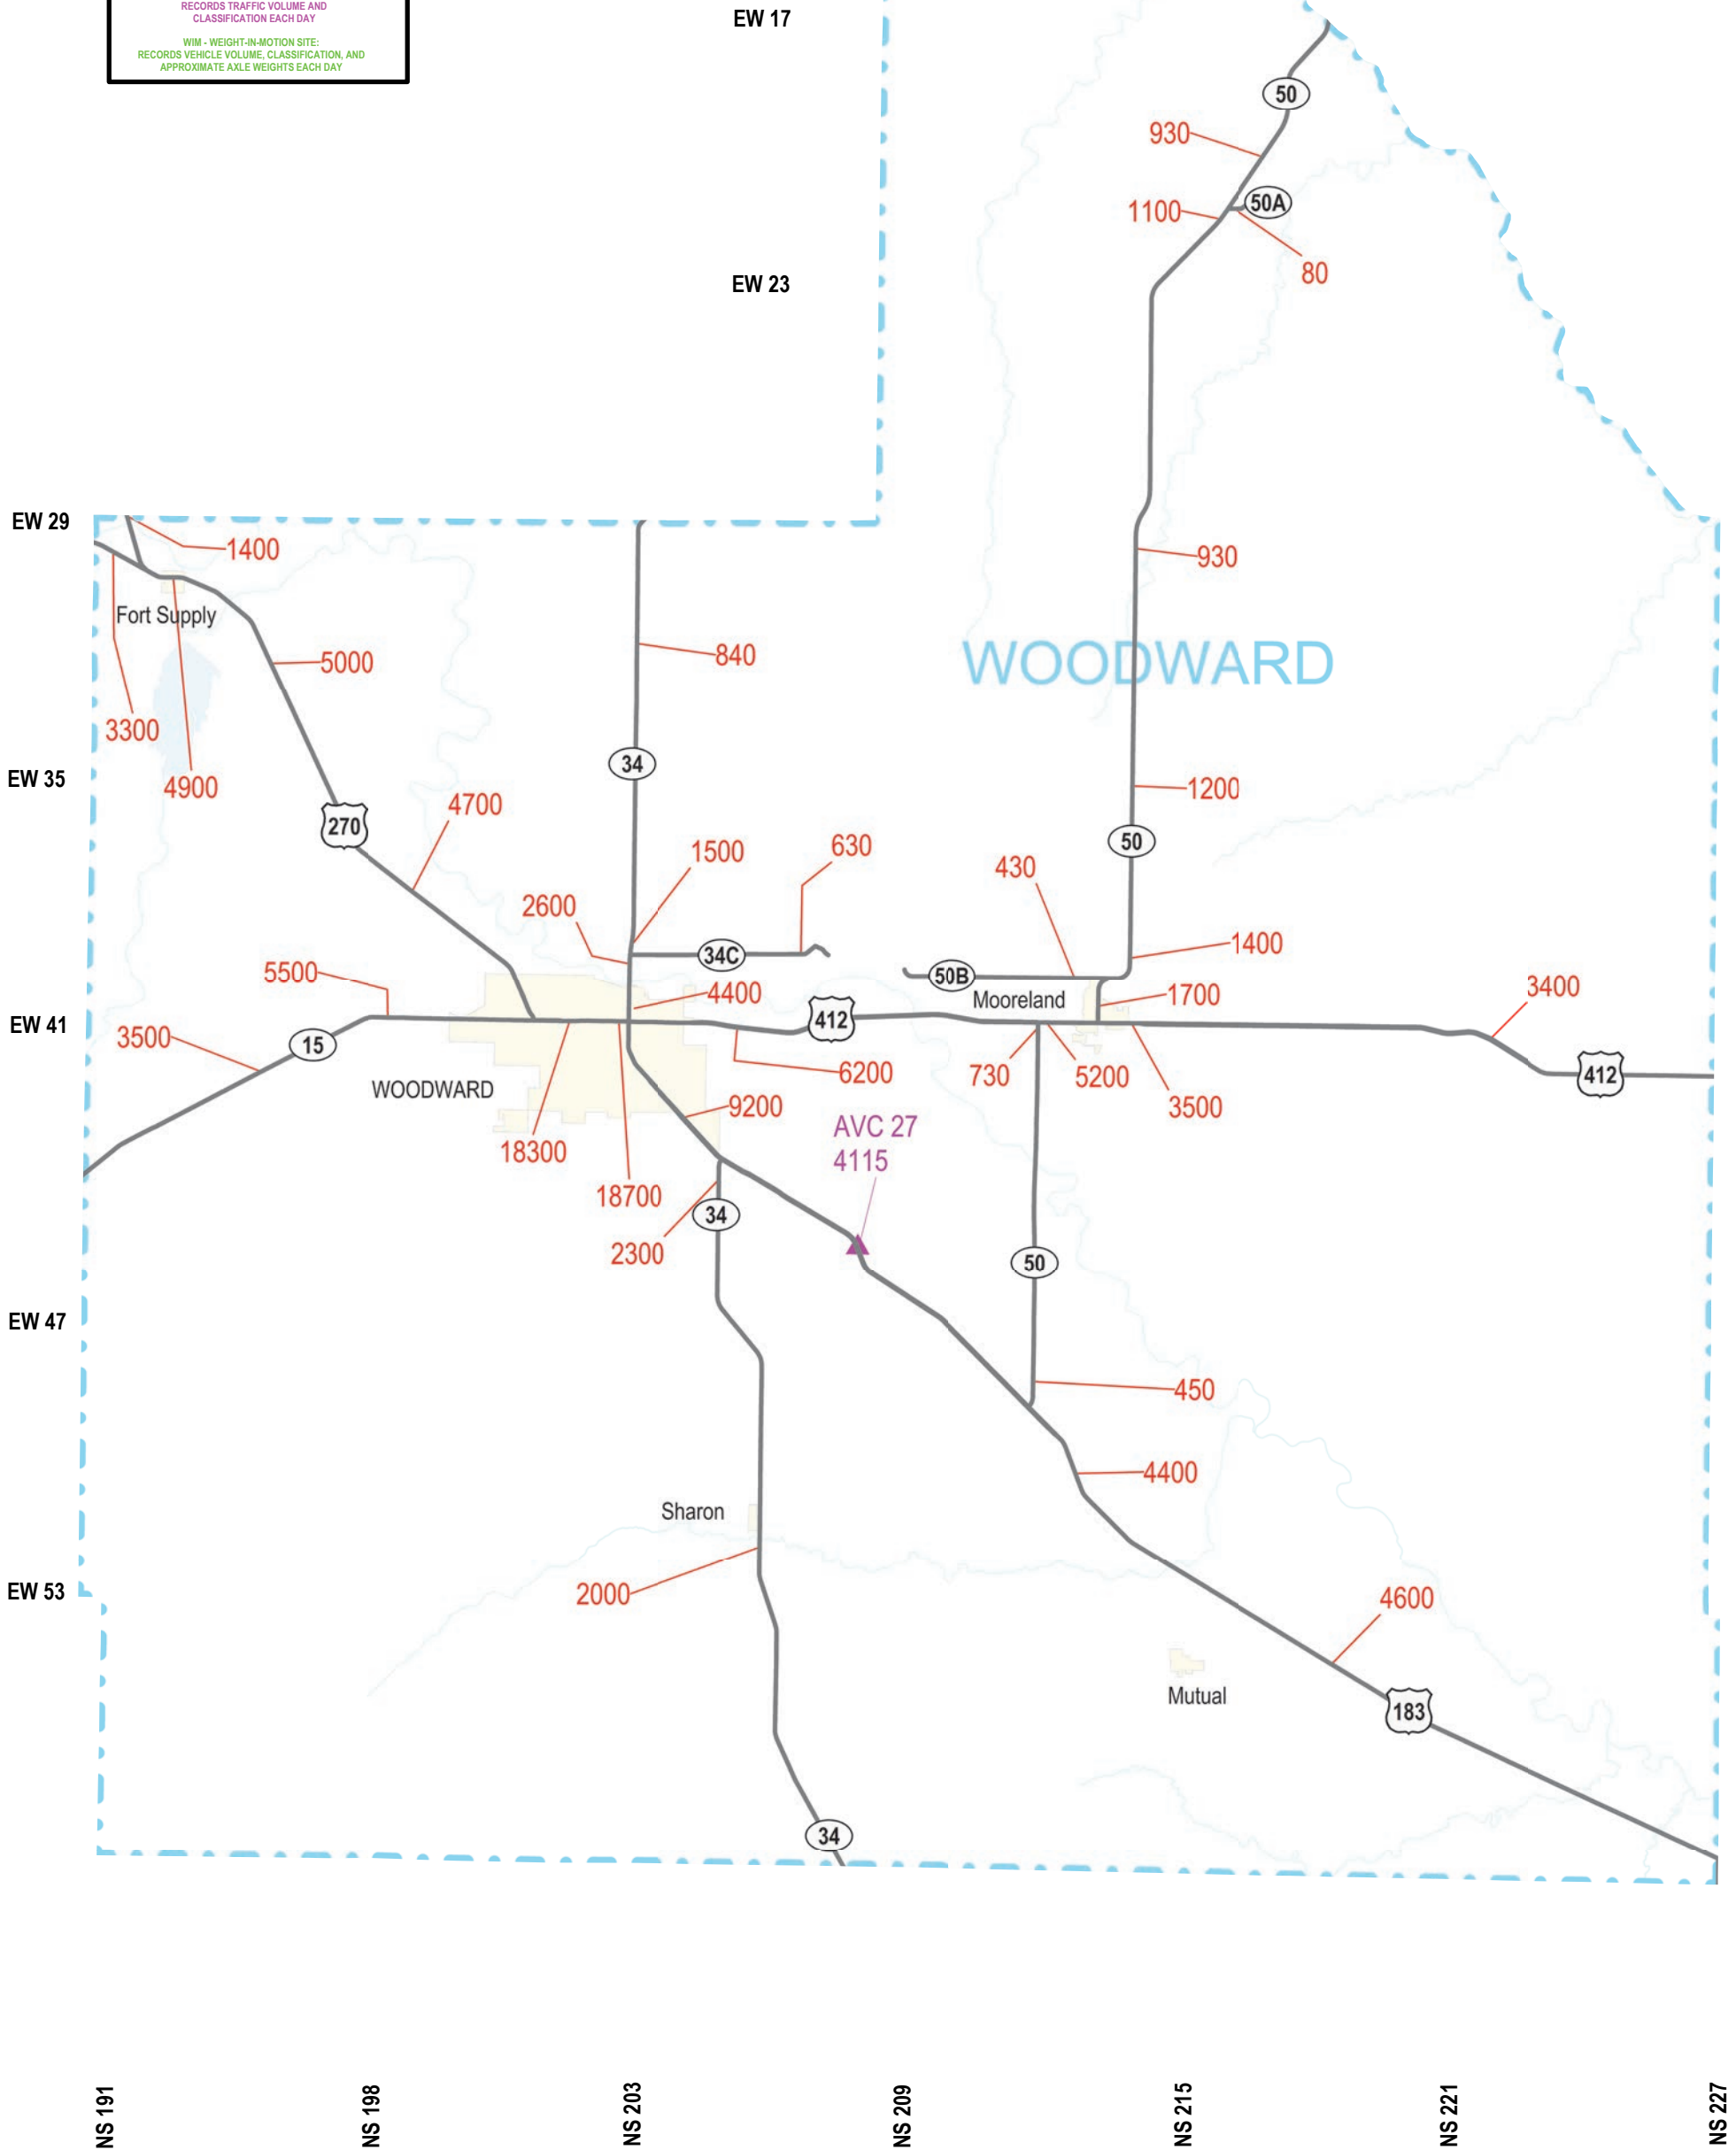 RECORDS TRAFFIC VOLUME AND
CLASSIFICATION EACH DAY
WIM - WEIGHT-IN-MOTION SITE:
RECORDS VEHICLE VOLUME, CLASSIFICATION, AND
APPROXIMATE AXLE WEIGHTS EACH DAY
EW 17
50
930
50A
1100
80
EW 23
EW 29
1400
930
Fort Supply
840
5000
WOODWARD
3300
34
EW 35
4900
1200
4700
270
50
1500
630
430
2600
1400
34C
5500
50B
4400
Mooreland
1700
3400
412
EW 41
3500
15
6200
730
5200
412
WOODWARD
9200
3500
AVC 27
4115
18300
18700
34
2300
50
EW 47
450
4400
Sharon
EW 53
2000
4600
Mutual
183
34
NS 191
NS 198
NS 203
NS 209
NS 215
NS 221
NS 227